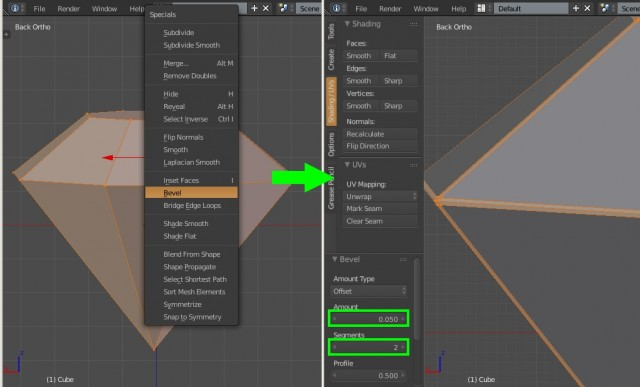 File Render Window
Scene
Back Ortho
Specials
Subdivide
Subdivide Smooth
Merge... Alt M
Remove Doubles
Hide H
Reveal Alt H
Select Inverse Ctrl I
Flip Normals
Smooth
Laplacian Smooth
Inset Faces I
Bevel
Bridge Edge Loops
Shade Smooth
Shade Flat
Blend From Shape
Shape Propagate
Select Shortest Path
Sort Mesh Elements
Symmetrize
Snap to Symmetry
(1) Cube
File Render Window Help
Default
Scene
Tools
Create
Shading / UVs
Options
Grease Pencil
Shading
Faces:
Smooth Flat
Edges:
Smooth Sharp
Vertices:
Smooth Sharp
Normals:
Recalculate
Flip Direction
UVs
UV Mapping:
Unwrap
Mark Seam
Clear Seam
Bevel
Amount Type
Offset
Amount
0.050
Segments
2
Profile
0.500
Back Ortho
(1) Cube